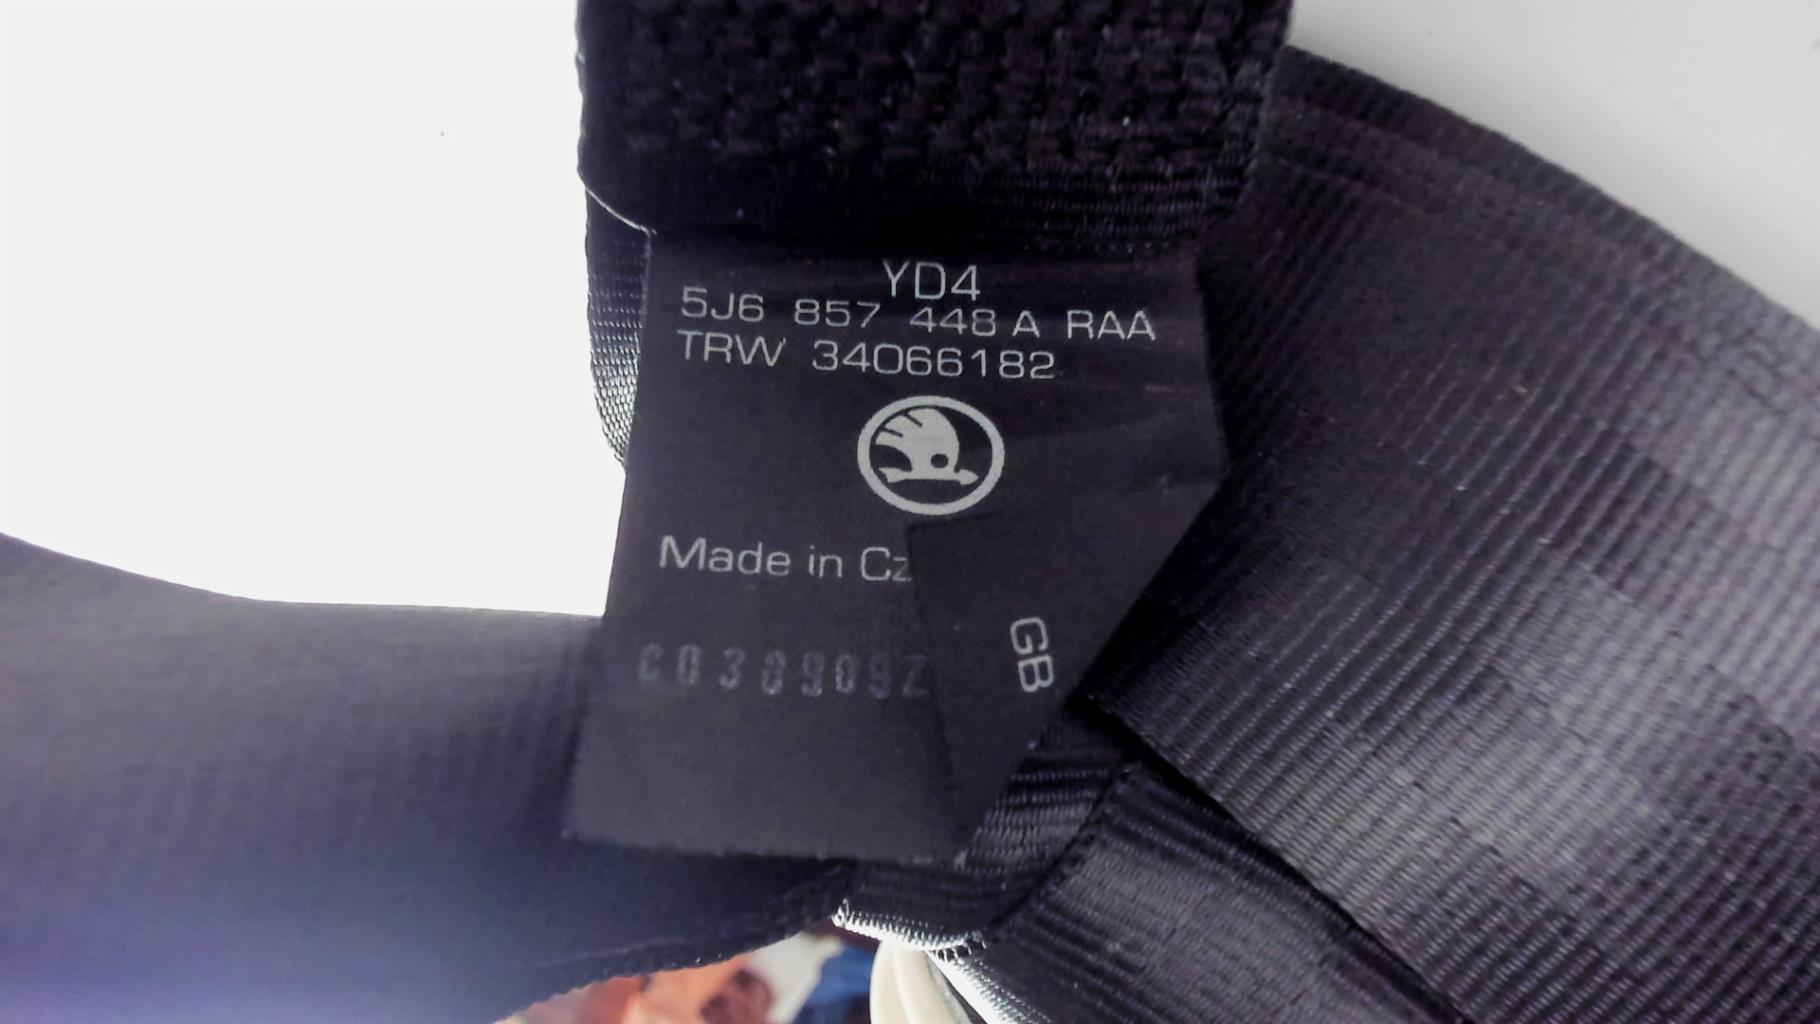 YD4
5J6 857 448 A RAA
TRW 34066182
Made in Cz
GB